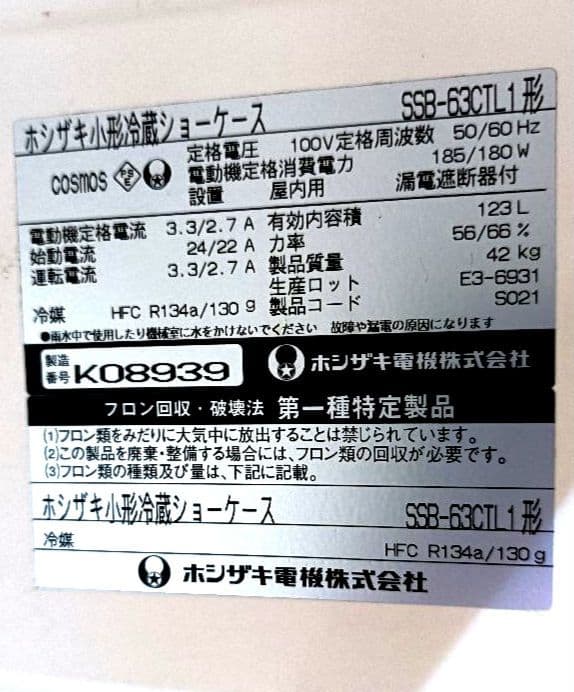 ホシザキ小形冷蔵ショーケース SSB-63CTL1形
cosmos PSE 定格電圧 100V 定格周波数 50/60 Hz
電動機定格消費電力 185/180 W
設置 屋内用 漏電遮断器付
電動機定格電流 3.3/2.7 A 有効内容積 123 L
始動電流 24/22 A 力率 56/66 %
運転電流 3.3/2.7 A 製品質量 42 kg
生産ロット E3-6931
冷媒 HFC R134a/130 g 製品コード S021
●雨水中で使用したり機械室に水をかけないでください 故障や漏電の原因になります
製造番号 K08939 ホシザキ電機株式会社
フロン回収・破壊法 第一種特定製品
(1)フロン類をみだりに大気中に放出することは禁じられています。
(2)この製品を廃棄・整備する場合には、フロン類の回収が必要です。
(3)フロン類の種類及び量は、下記に記載。
ホシザキ小形冷蔵ショーケース SSB-63CTL1形
冷媒 HFC R134a/130 g
ホシザキ電機株式会社